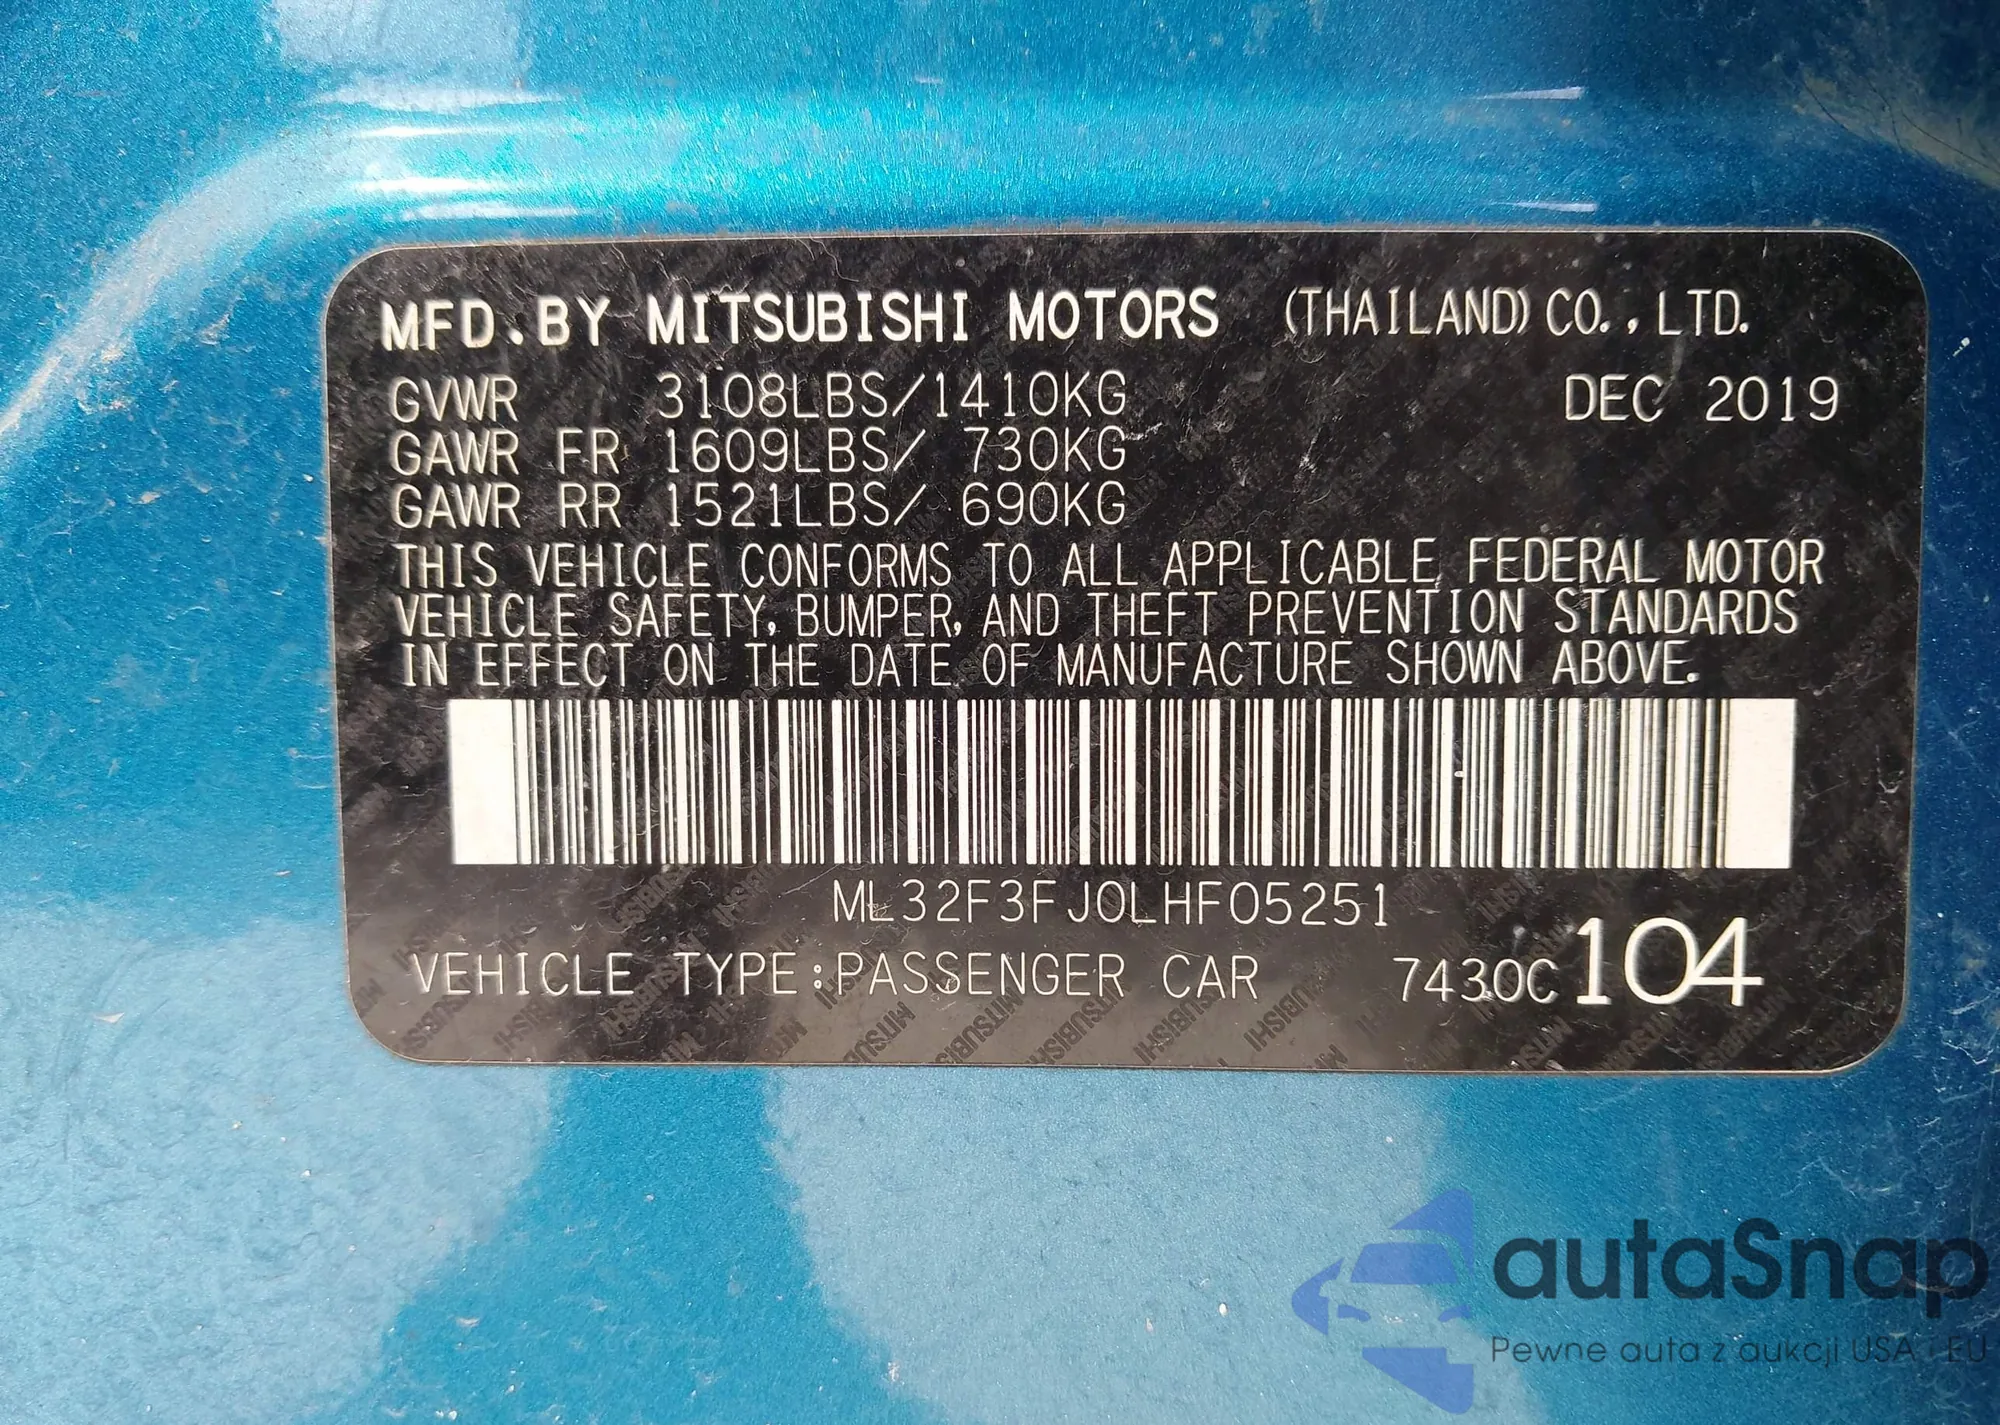 MFD.BY MITSUBISHI MOTORS (THAILAND) CO., LTD.
GVWR 3108LBS/1410KG DEC 2019
GAWR FR 1609LBS/ 730KG
GAWR RR 1521LBS/ 690KG
THIS VEHICLE CONFORMS TO ALL APPLICABLE FEDERAL MOTOR
VEHICLE SAFETY, BUMPER, AND THEFT PREVENTION STANDARDS
IN EFFECT ON THE DATE OF MANUFACTURE SHOWN ABOVE.
ML32F3FJ0LHF05251
VEHICLE TYPE:PASSENGER CAR 7430C 104
autaSnap
Pewne auta z aukcji USA i EU